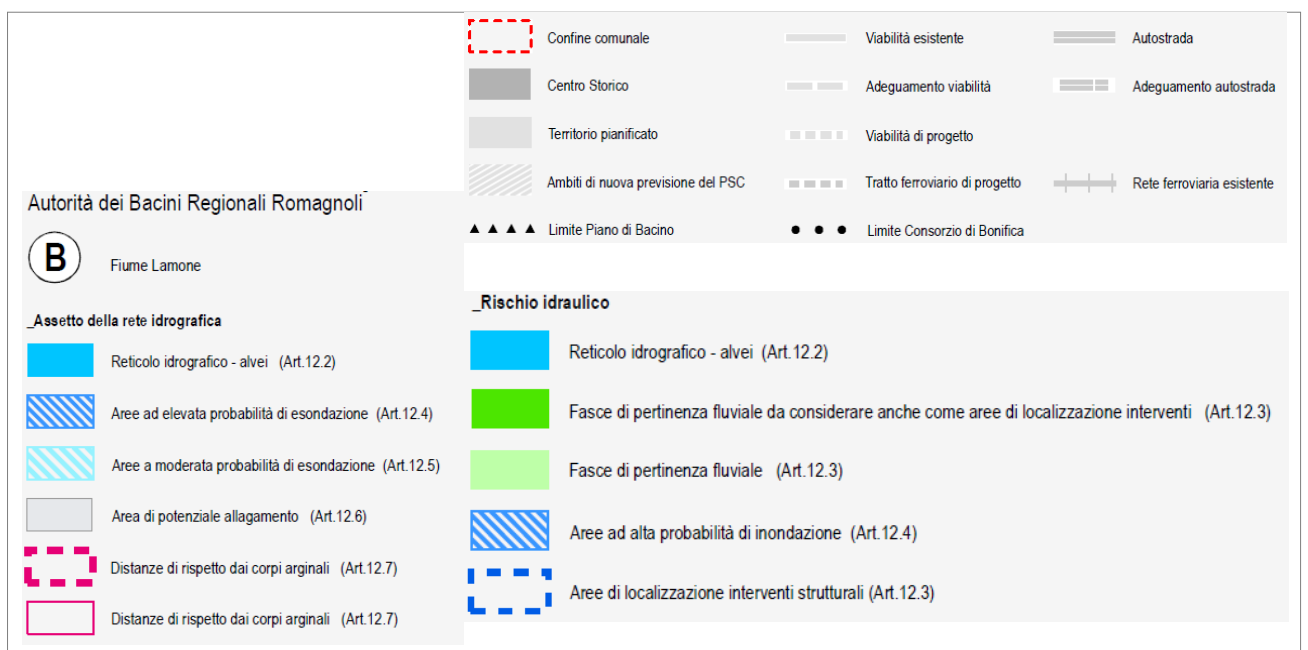 Confine comunale
Viabilità esistente
Autostrada
Centro Storico
Adeguamento viabilità
Adeguamento autostrada
Territorio pianificato
Viabilità di progetto
Ambiti di nuova previsione del PSC
Tratto ferroviario di progetto
Rete ferroviaria esistente
Limite Piano di Bacino
Limite Consorzio di Bonifica
Autorità dei Bacini Regionali Romagnoli
B
Fiume Lamone
_Assetto della rete idrografica
Reticolo idrografico - alvei (Art.12.2)
Aree ad elevata probabilità di esondazione (Art.12.4)
Aree a moderata probabilità di esondazione (Art.12.5)
Area di potenziale allagamento (Art.12.6)
Distanze di rispetto dai corpi arginali (Art.12.7)
Distanze di rispetto dai corpi arginali (Art.12.7)
_Rischio idraulico
Reticolo idrografico - alvei (Art.12.2)
Fasce di pertinenza fluviale da considerare anche come aree di localizzazione interventi (Art.12.3)
Fasce di pertinenza fluviale (Art.12.3)
Aree ad alta probabilità di inondazione (Art.12.4)
Aree di localizzazione interventi strutturali (Art.12.3)